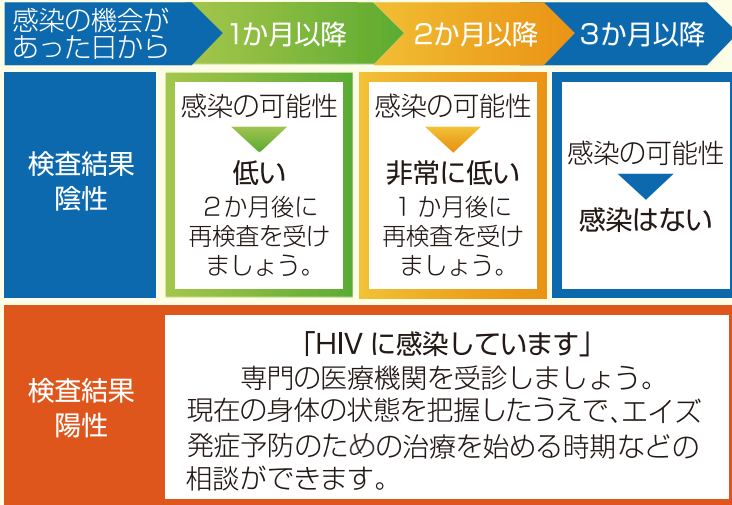 感染の機会が
あった日から
1か月以降
2か月以降
3か月以降
検査結果
陰性
感染の可能性
低い
2か月後に
再検査を受け
ましょう。
感染の可能性
非常に低い
1か月後に
再検査を受け
ましょう。
感染の可能性
感染はない
検査結果
陽性
「HIVに感染しています」
専門の医療機関を受診しましょう。
現在の身体の状態を把握したうえで、エイズ
発症予防のための治療を始める時期などの
相談ができます。